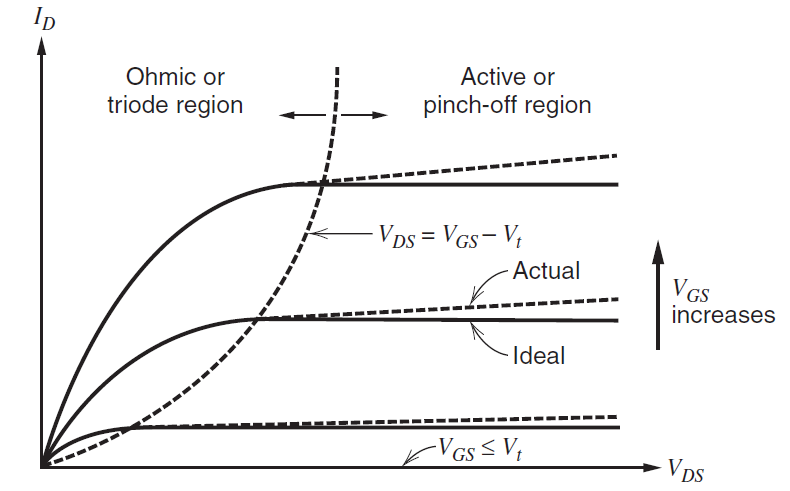 I_D
Ohmic or
triode region
Active or
pinch-off region
V_DS = V_GS – V_t
Actual
V_GS
increases
Ideal
V_GS ≤ V_t
V_DS